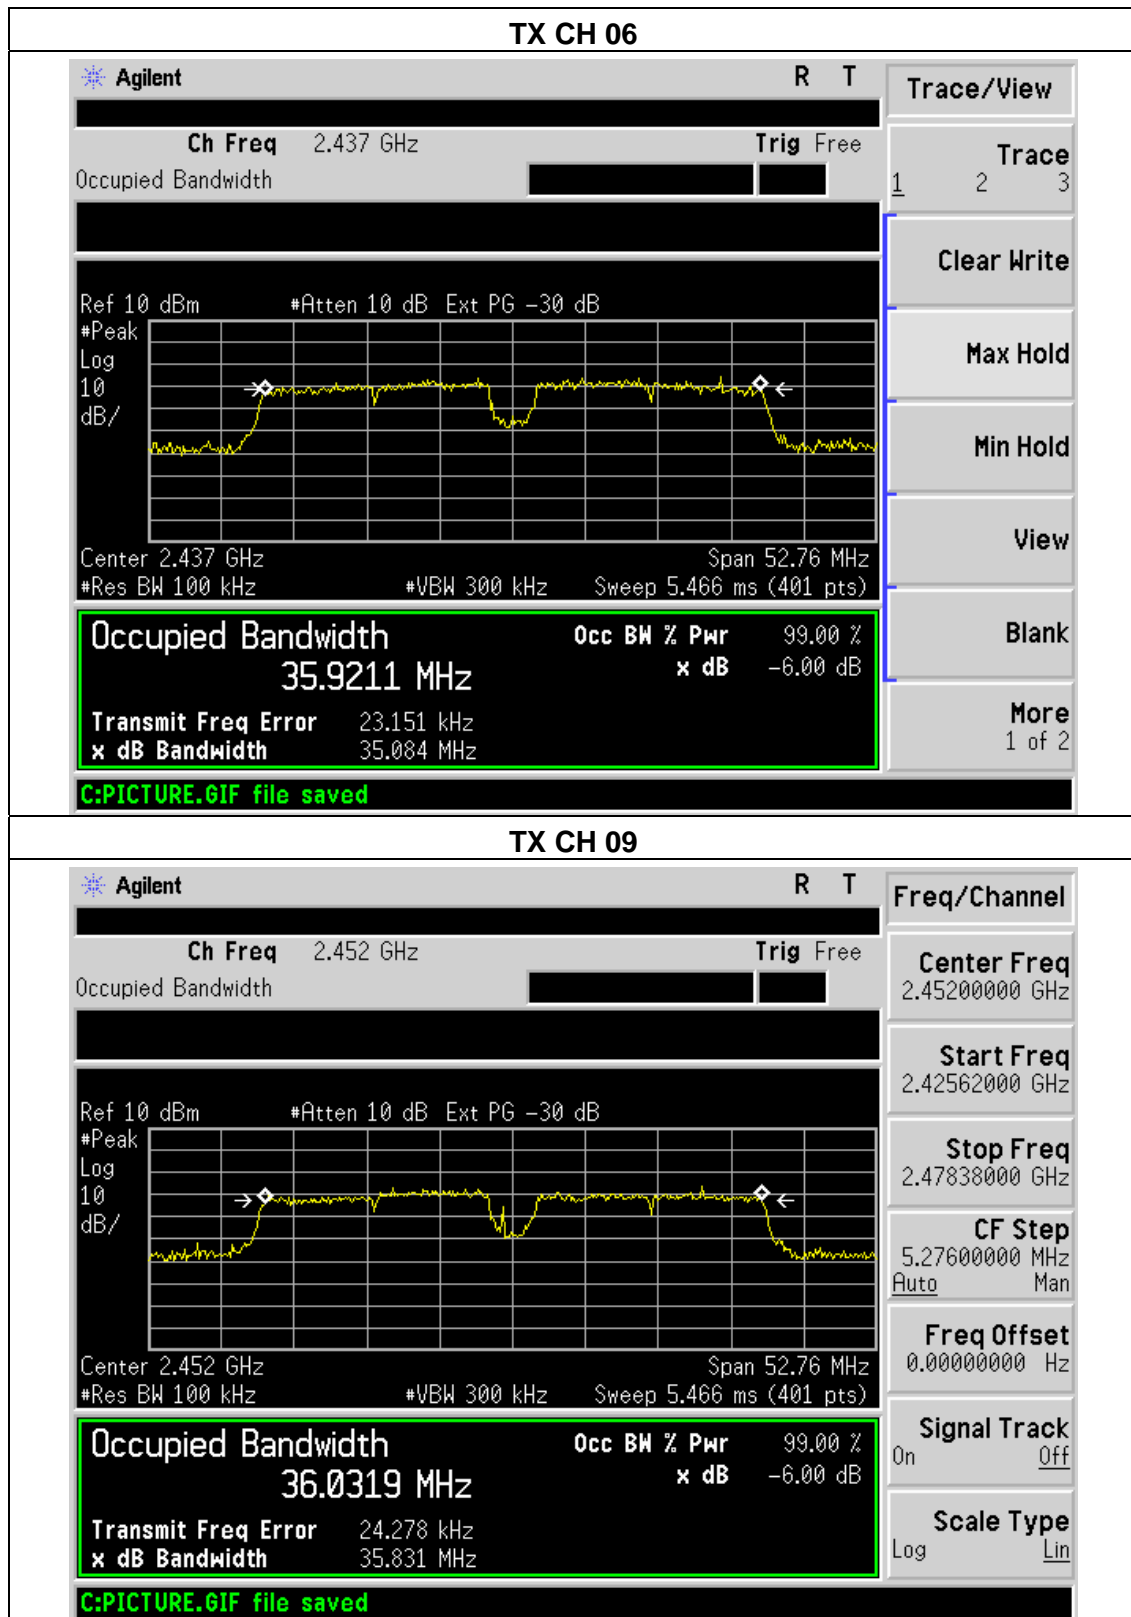 TX CH 06
Agilent R T
Trace/View
Ch Freq 2.437 GHz Trig Free
Occupied Bandwidth
Trace
1 2 3
Clear Write
Max Hold
Min Hold
View
Blank
More
1 of 2
Ref 10 dBm #Atten 10 dB Ext PG -30 dB
#Peak
Log
10
dB/
Center 2.437 GHz Span 52.76 MHz
#Res BW 100 kHz #VBW 300 kHz Sweep 5.466 ms (401 pts)
Occupied Bandwidth Occ BW % Pwr 99.00 %
35.9211 MHz x dB -6.00 dB
Transmit Freq Error 23.151 kHz
x dB Bandwidth 35.084 MHz
C:PICTURE.GIF file saved
TX CH 09
Agilent R T
Freq/Channel
Ch Freq 2.452 GHz Trig Free
Occupied Bandwidth
Center Freq
2.45200000 GHz
Start Freq
2.42562000 GHz
Stop Freq
2.47838000 GHz
CF Step
5.27600000 MHz
Auto Man
Freq Offset
0.00000000 Hz
Signal Track
On Off
Scale Type
Log Lin
Ref 10 dBm #Atten 10 dB Ext PG -30 dB
#Peak
Log
10
dB/
Center 2.452 GHz Span 52.76 MHz
#Res BW 100 kHz #VBW 300 kHz Sweep 5.466 ms (401 pts)
Occupied Bandwidth Occ BW % Pwr 99.00 %
36.0319 MHz x dB -6.00 dB
Transmit Freq Error 24.278 kHz
x dB Bandwidth 35.831 MHz
C:PICTURE.GIF file saved